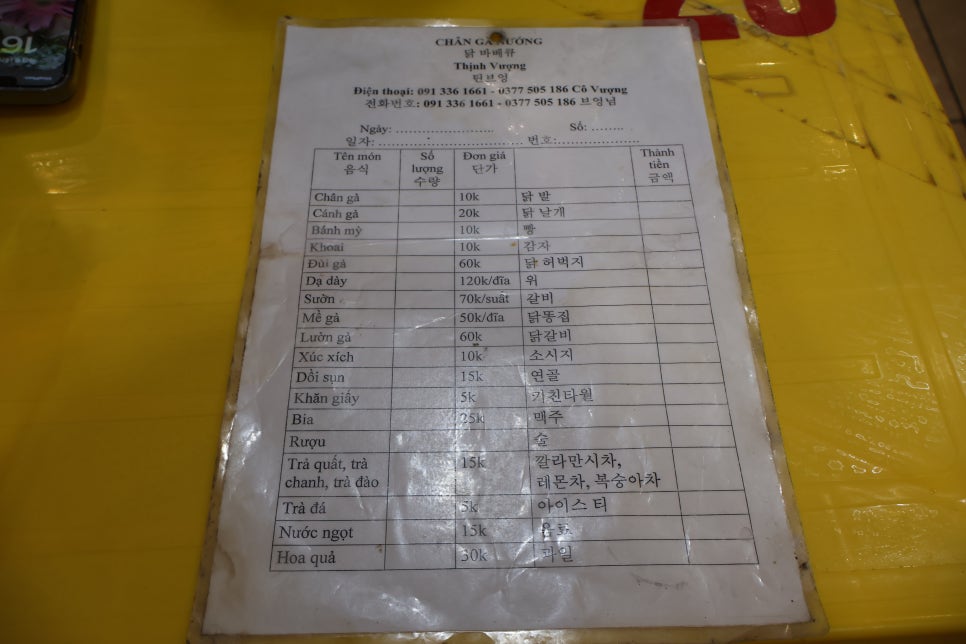 CHÂN GÀ NƯỚNG
닭 바베큐
Thịnh Vượng
틴브영
Điện thoại: 091 336 1661 - 0377 505 186 Cô Vượng
전화번호: 091 336 1661 - 0377 505 186 브영님
Ngày: ........................ Số: ........
일자: .................................... 번호:.....................
Tên món 음식 Số lượng 수량 Đơn giá 단가 Thành tiền 금액
Chân gà 10k 닭 발
Cánh gà 20k 닭 날개
Bánh mỳ 10k 빵
Khoai 10k 감자
Đùi gà 60k 닭 허벅지
Dạ dày 120k/đĩa 위
Sườn 70k/suất 갈비
Mề gà 50k/đĩa 닭똥집
Lườn gà 60k 닭갈비
Xúc xích 10k 소시지
Dồi sụn 15k 연골
Khăn giấy 5k 키친타월
Bia 25k 맥주
Rượu 술
Trà quất, trà chanh, trà đào 15k 깔라만시차, 레몬차, 복숭아차
Trà đá 5k 아이스 티
Nước ngọt 15k 음료
Hoa quả 30k 과일